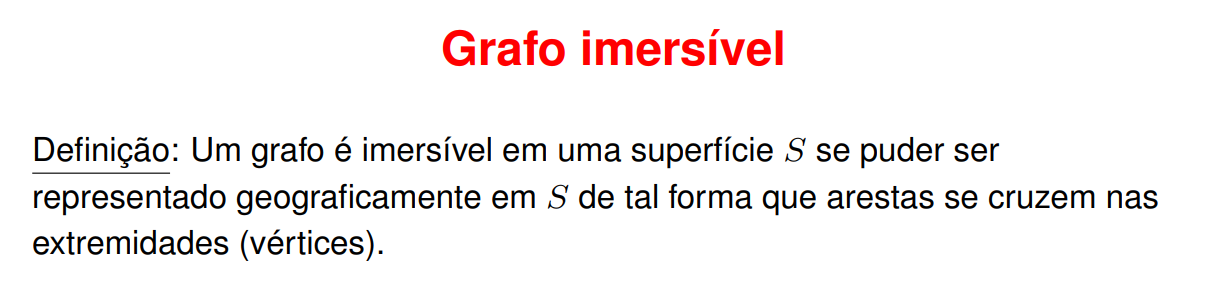 Grafo imersível
Definição: Um grafo é imersível em uma superfície S se puder ser
representado geograficamente em S de tal forma que arestas se cruzem nas
extremidades (vértices).